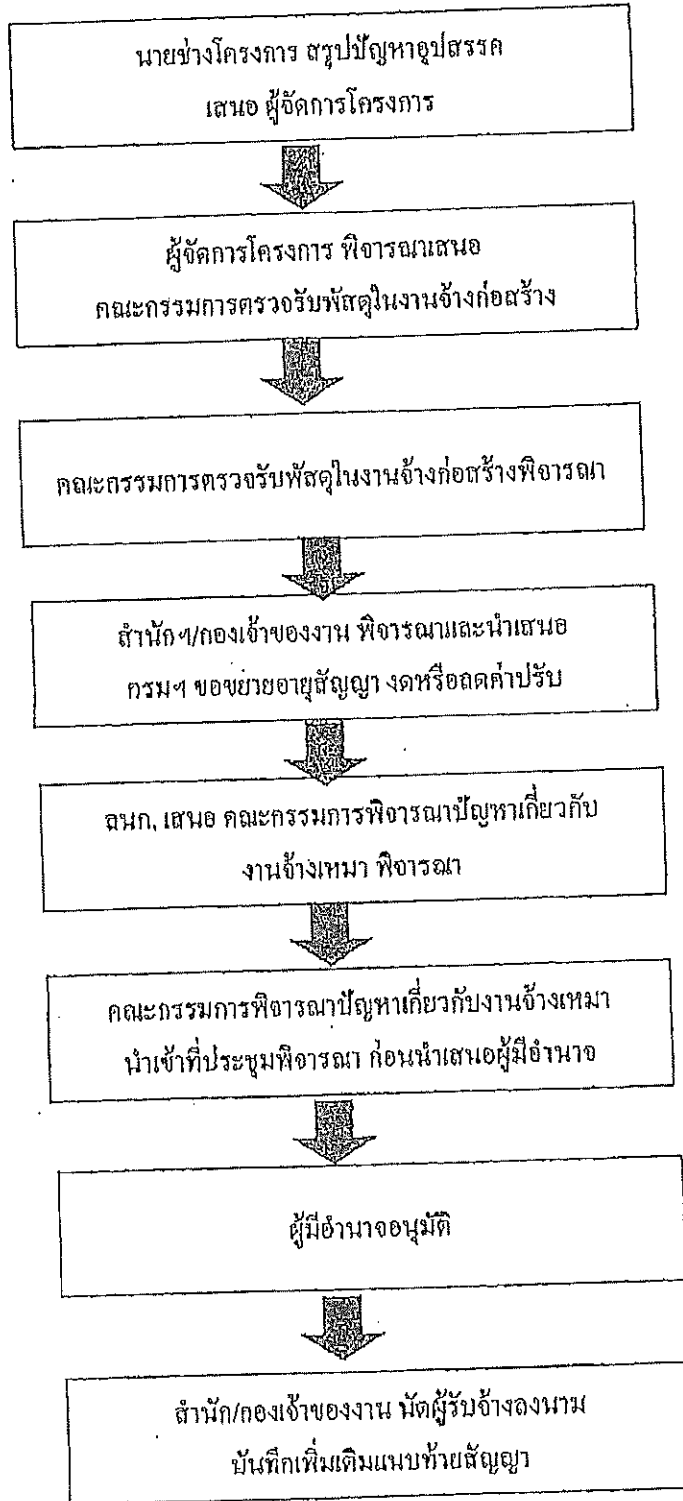 นายช่างโครงการ สรุปปัญหาอุปสรรค
เสนอ ผู้จัดการโครงการ
ผู้จัดการโครงการ พิจารณาเสนอ
คณะกรรมการตรวจรับพัสดุในงานจ้างก่อสร้าง
คณะกรรมการตรวจรับพัสดุในงานจ้างก่อสร้างพิจารณา
สำนักฯ/กองเจ้าของงาน พิจารณาและนำเสนอ
กรมฯ ขอขยายอายุสัญญา งดหรือลดค่าปรับ
ลนก. เสนอ คณะกรรมการพิจารณาปัญหาเกี่ยวกับ
งานจ้างเหมา พิจารณา
คณะกรรมการพิจารณาปัญหาเกี่ยวกับงานจ้างเหมา
นำเข้าที่ประชุมพิจารณา ก่อนนำเสนอผู้มีอำนาจ
ผู้มีอำนาจอนุมัติ
สำนัก/กองเจ้าของงาน นัดผู้รับจ้างลงนาม
บันทึกเพิ่มเติมแนบท้ายสัญญา